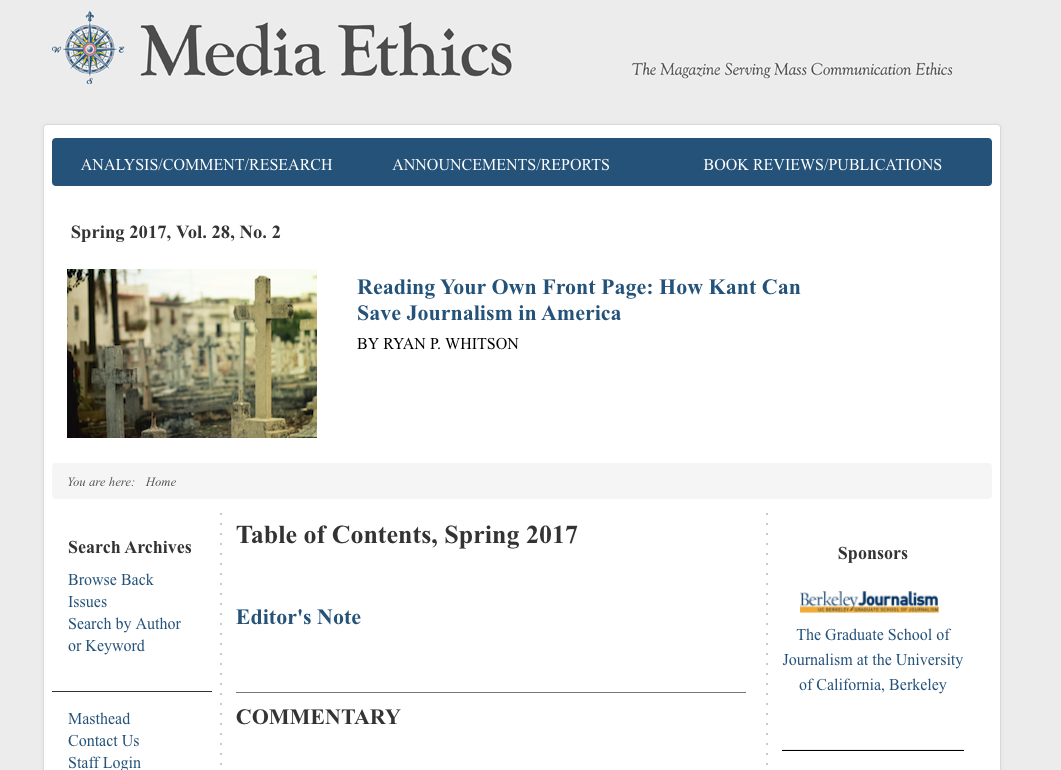 Media Ethics
The Magazine Serving Mass Communication Ethics
ANALYSIS/COMMENT/RESEARCH
ANNOUNCEMENTS/REPORTS
BOOK REVIEWS/PUBLICATIONS
Spring 2017, Vol. 28, No. 2
Reading Your Own Front Page: How Kant Can
Save Journalism in America
BY RYAN P. WHITSON
You are here: Home
Search Archives
Browse Back
Issues
Search by Author
or Keyword
Masthead
Contact Us
Staff Login
Table of Contents, Spring 2017
Editor's Note
COMMENTARY
Sponsors
Berkeley Journalism
UC BERKELEY GRADUATE SCHOOL OF JOURNALISM
The Graduate School of
Journalism at the University
of California, Berkeley